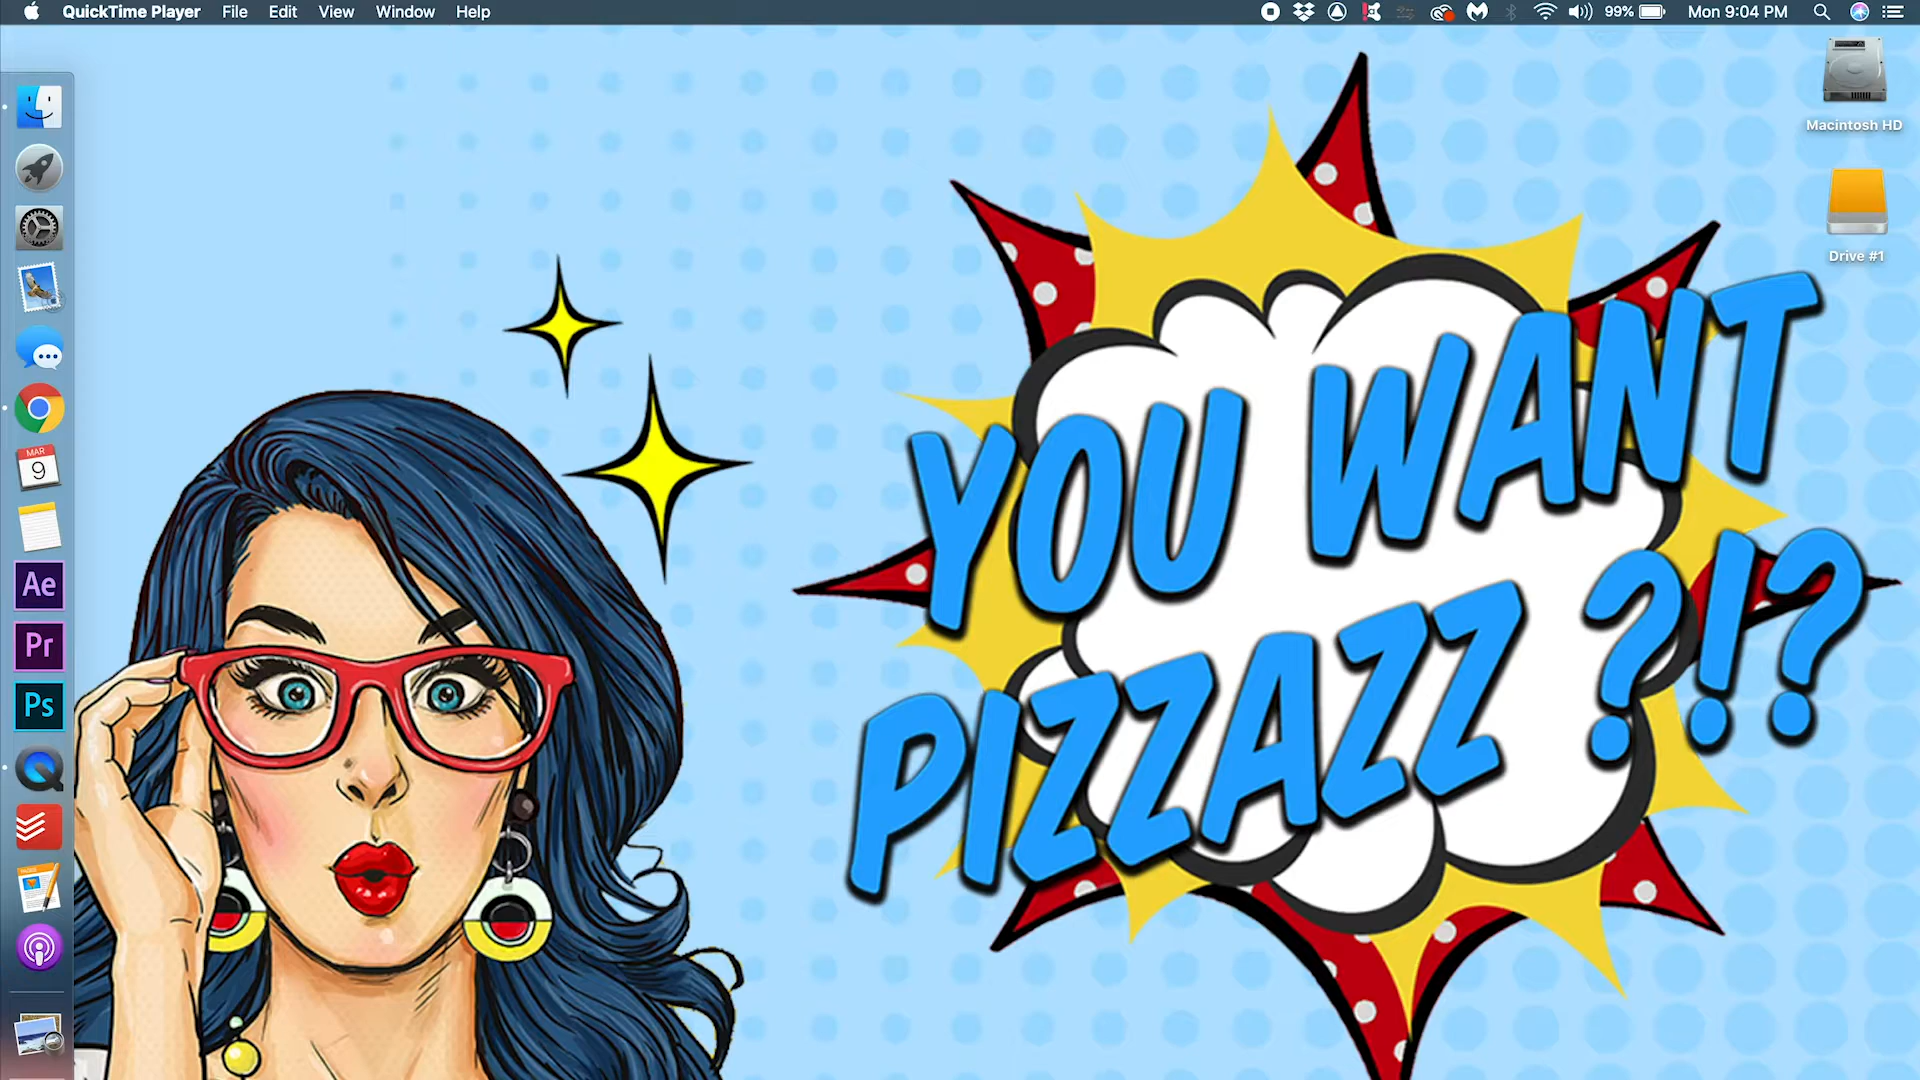 QuickTime Player File Edit View Window Help 99% Mon 9:04 PM
Macintosh HD
Drive #1
MAR
9
Ae
Pr
Ps
YOU WANT
PIZZAZZ ?!?